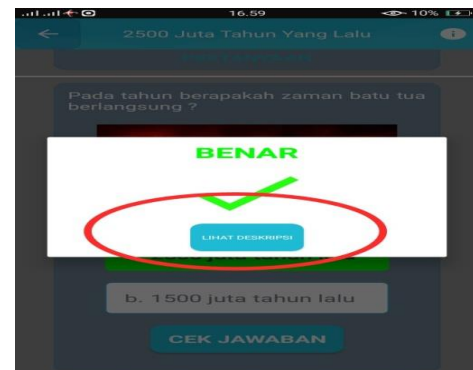 16.59
10%
2500 Juta Tahun Yang Lalu
Pada tahun berapakah zaman batu tua
berlangsung ?
BENAR
LIHAT DESKRIPSI
b. 1500 juta tahun lalu
CEK JAWABAN